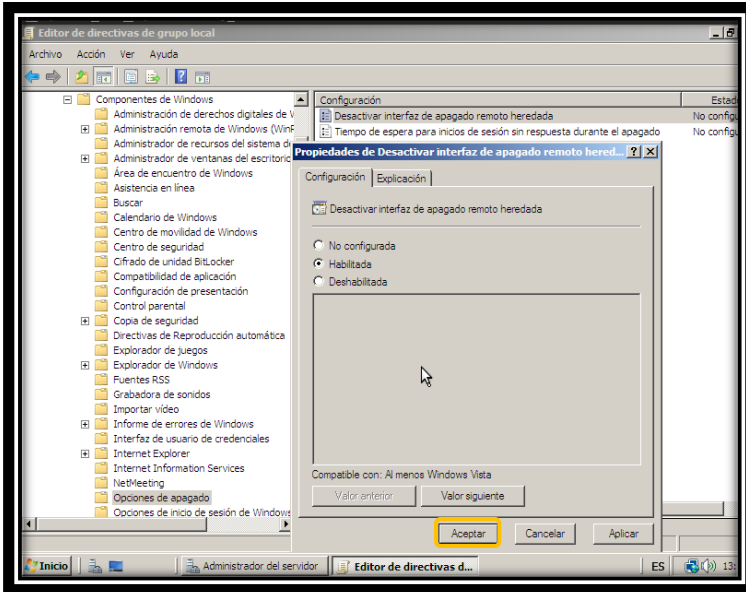 Editor de directivas de grupo local
Archivo Acción Ver Ayuda
Componentes de Windows
Administración de derechos digitales de
Administración remota de Windows
Administrador de recursos del sistema
Administrador de ventanas del escritorio
Área de encuentro de Windows
Asistencia en línea
Buscar
Calendario de Windows
Centro de movilidad de Windows
Centro de seguridad
Cifrado de unidad BitLocker
Compatibilidad de aplicación
Configuración de presentación
Control parental
Copia de seguridad
Directivas de Reproducción automática
Explorador de juegos
Explorador de Windows
Fuentes RSS
Grabadora de sonidos
Importar vídeo
Informe de errores de Windows
Interfaz de usuario de credenciales
Internet Explorer
Internet Information Services
NetMeeting
Opciones de apagado
Opciones de inicio de sesión de Windows
Configuración Estad
Desactivar interfaz de apagado remoto heredada No configu
Tiempo de espera para inicios de sesión sin respuesta durante el apagado No configu
Propiedades de Desactivar interfaz de apagado remoto hered... ? X
Configuración Explicación
Desactivar interfaz de apagado remoto heredada
No configurada
Habilitada
Deshabilitada
Compatible con: Al menos Windows Vista
Valor anterior Valor siguiente
Aceptar Cancelar Aplicar
Inicio Administrador del servidor Editor de directivas d... ES 13: